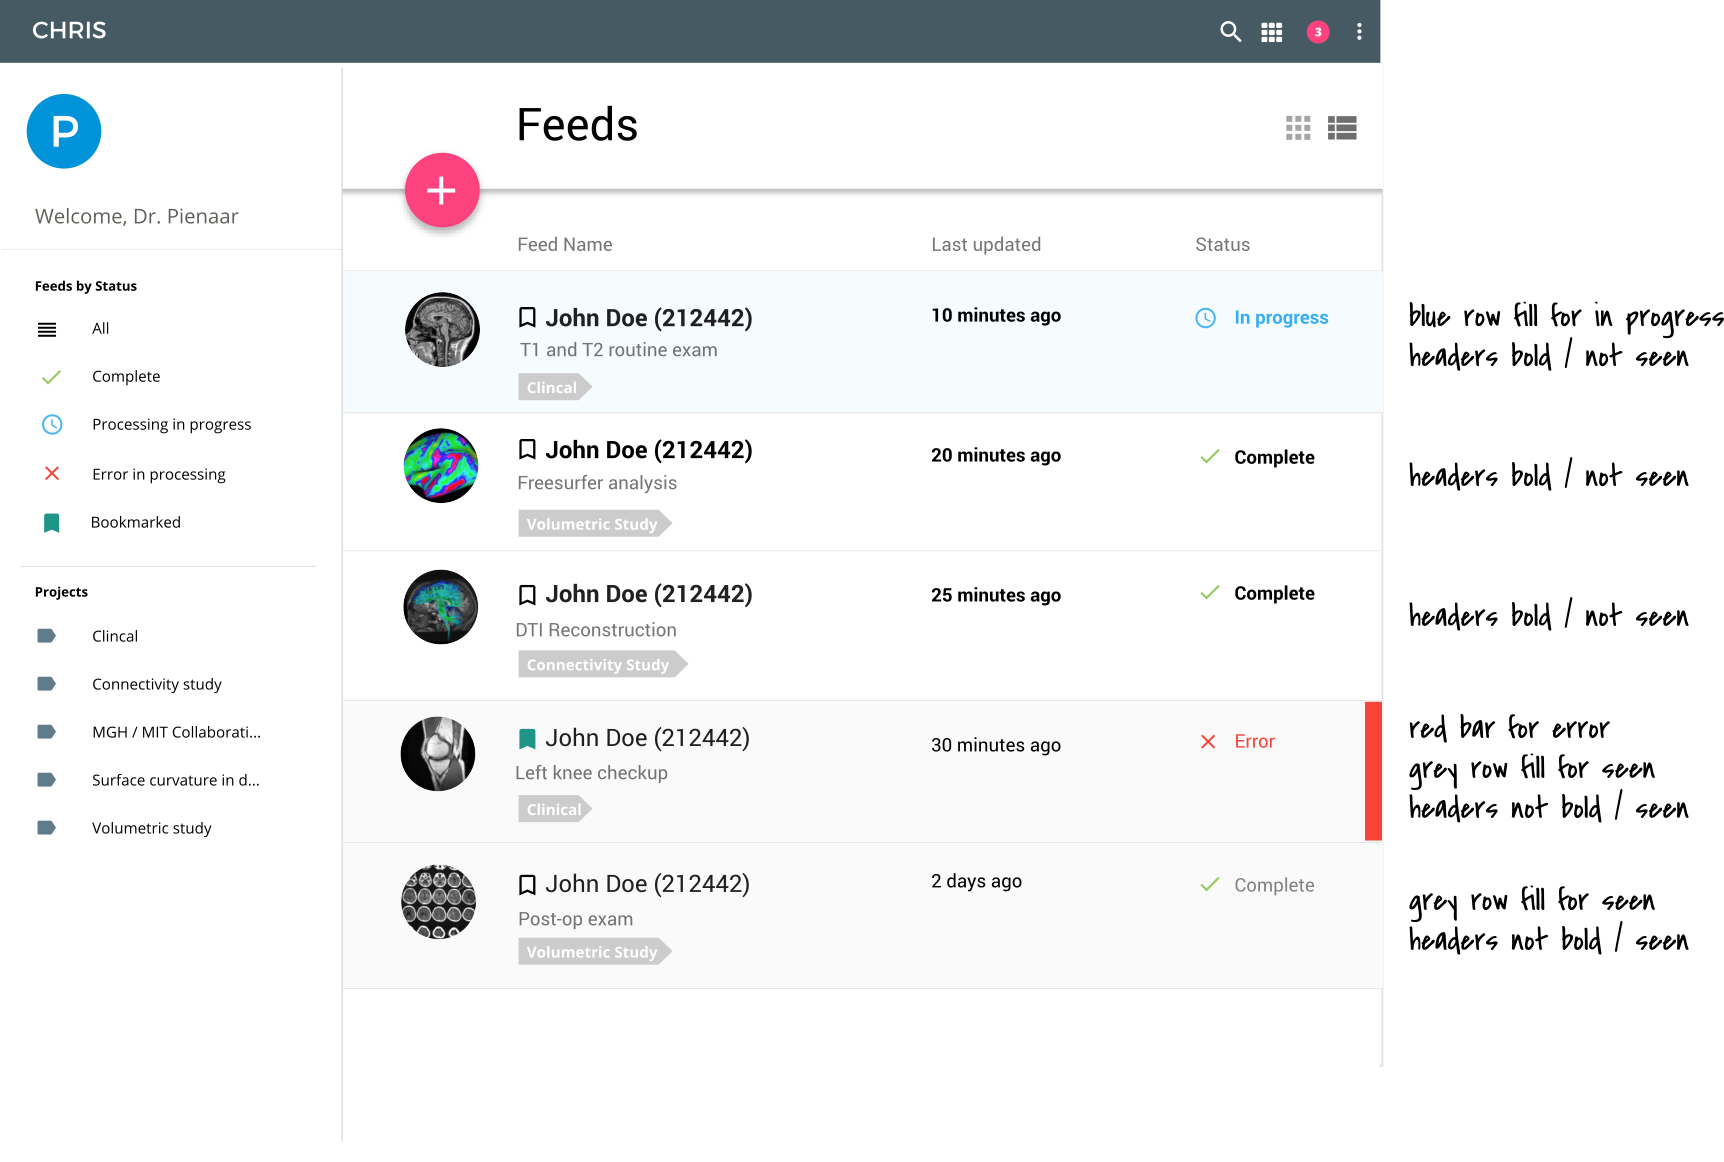 CHRIS
3
P
Welcome, Dr. Pienaar
Feeds by Status
All
Complete
Processing in progress
Error in processing
Bookmarked
Projects
Clincal
Connectivity study
MGH / MIT Collaborati...
Surface curvature in d...
Volumetric study
Feeds
Feed Name Last updated Status
John Doe (212442) 10 minutes ago In progress
T1 and T2 routine exam
Clincal
blue row fill for in progress
headers bold / not seen
John Doe (212442) 20 minutes ago Complete
Freesurfer analysis
Volumetric Study
headers bold / not seen
John Doe (212442) 25 minutes ago Complete
DTI Reconstruction
Connectivity Study
headers bold / not seen
John Doe (212442) 30 minutes ago Error
Left knee checkup
Clinical
red bar for error
grey row fill for seen
headers not bold / seen
John Doe (212442) 2 days ago Complete
Post-op exam
Volumetric Study
grey row fill for seen
headers not bold / seen